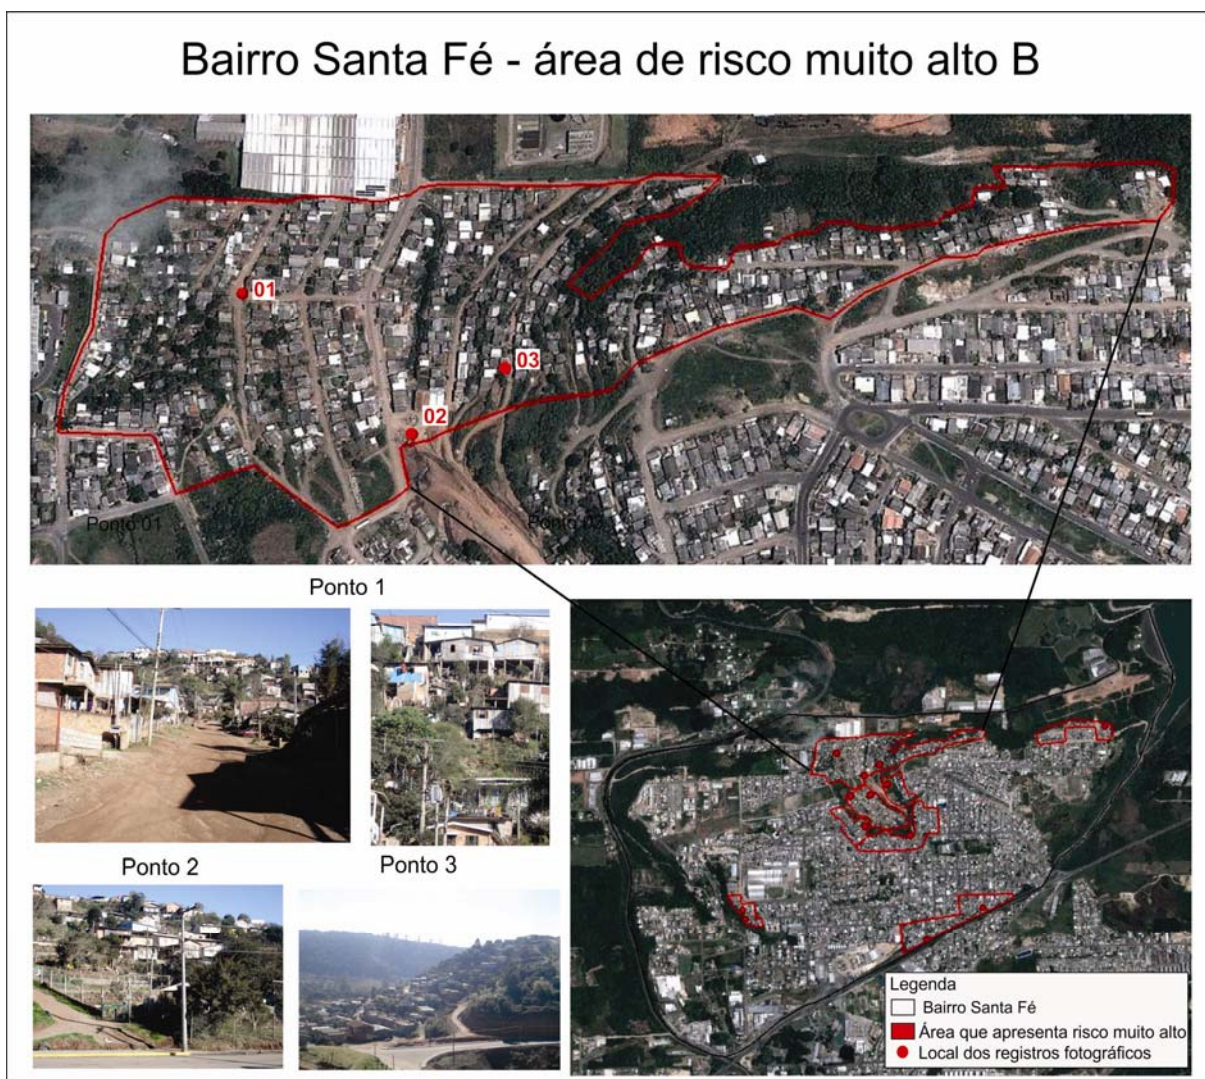 Bairro Santa Fé - área de risco muito alto B
01
03
02
Ponto 01
Ponto 1
Ponto 2
Ponto 3
Legenda
Bairro Santa Fé
Área que apresenta risco muito alto
Local dos registros fotográficos